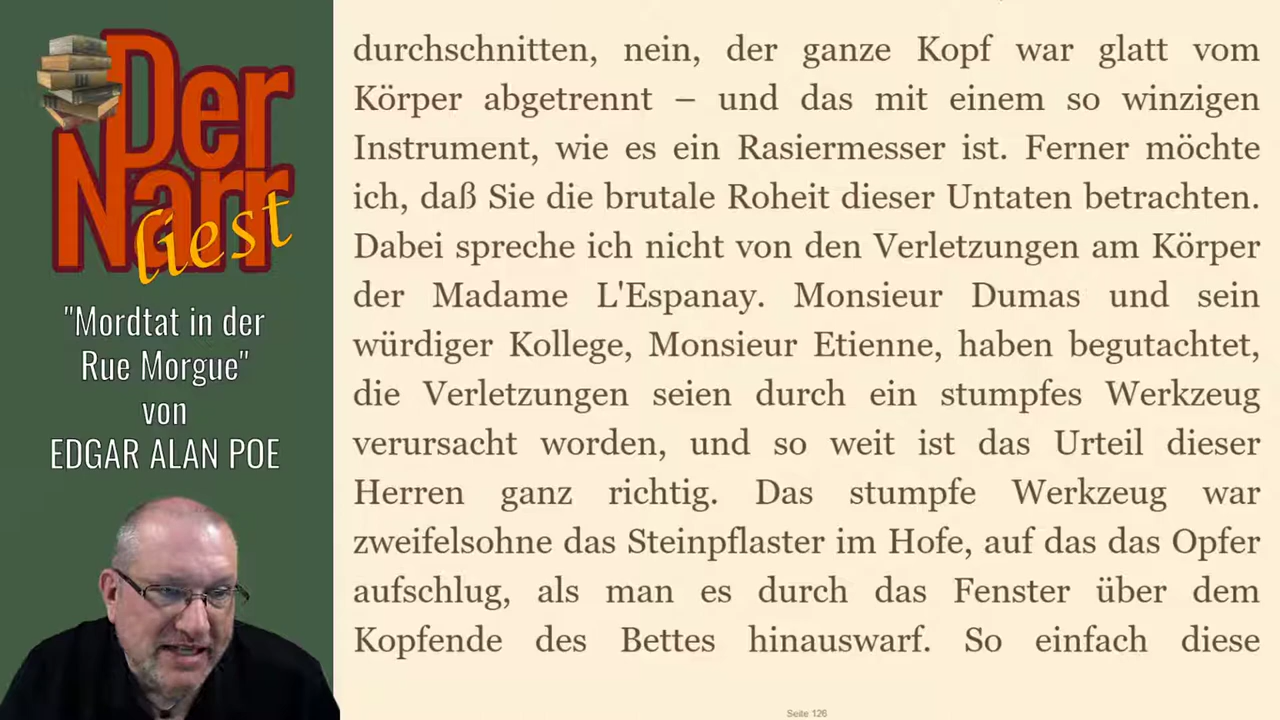 Der
Narr
liest
"Mordtat in der
Rue Morgue"
von
EDGAR ALAN POE
durchschnitten, nein, der ganze Kopf war glatt vom
Körper abgetrennt – und das mit einem so winzigen
Instrument, wie es ein Rasiermesser ist. Ferner möchte
ich, daß Sie die brutale Roheit dieser Untaten betrachten.
Dabei spreche ich nicht von den Verletzungen am Körper
der Madame L'Espanay. Monsieur Dumas und sein
würdiger Kollege, Monsieur Etienne, haben begutachtet,
die Verletzungen seien durch ein stumpfes Werkzeug
verursacht worden, und so weit ist das Urteil dieser
Herren ganz richtig. Das stumpfe Werkzeug war
zweifelsohne das Steinpflaster im Hofe, auf das das Opfer
aufschlug, als man es durch das Fenster über dem
Kopfende des Bettes hinauswarf. So einfach diese
Seite 126